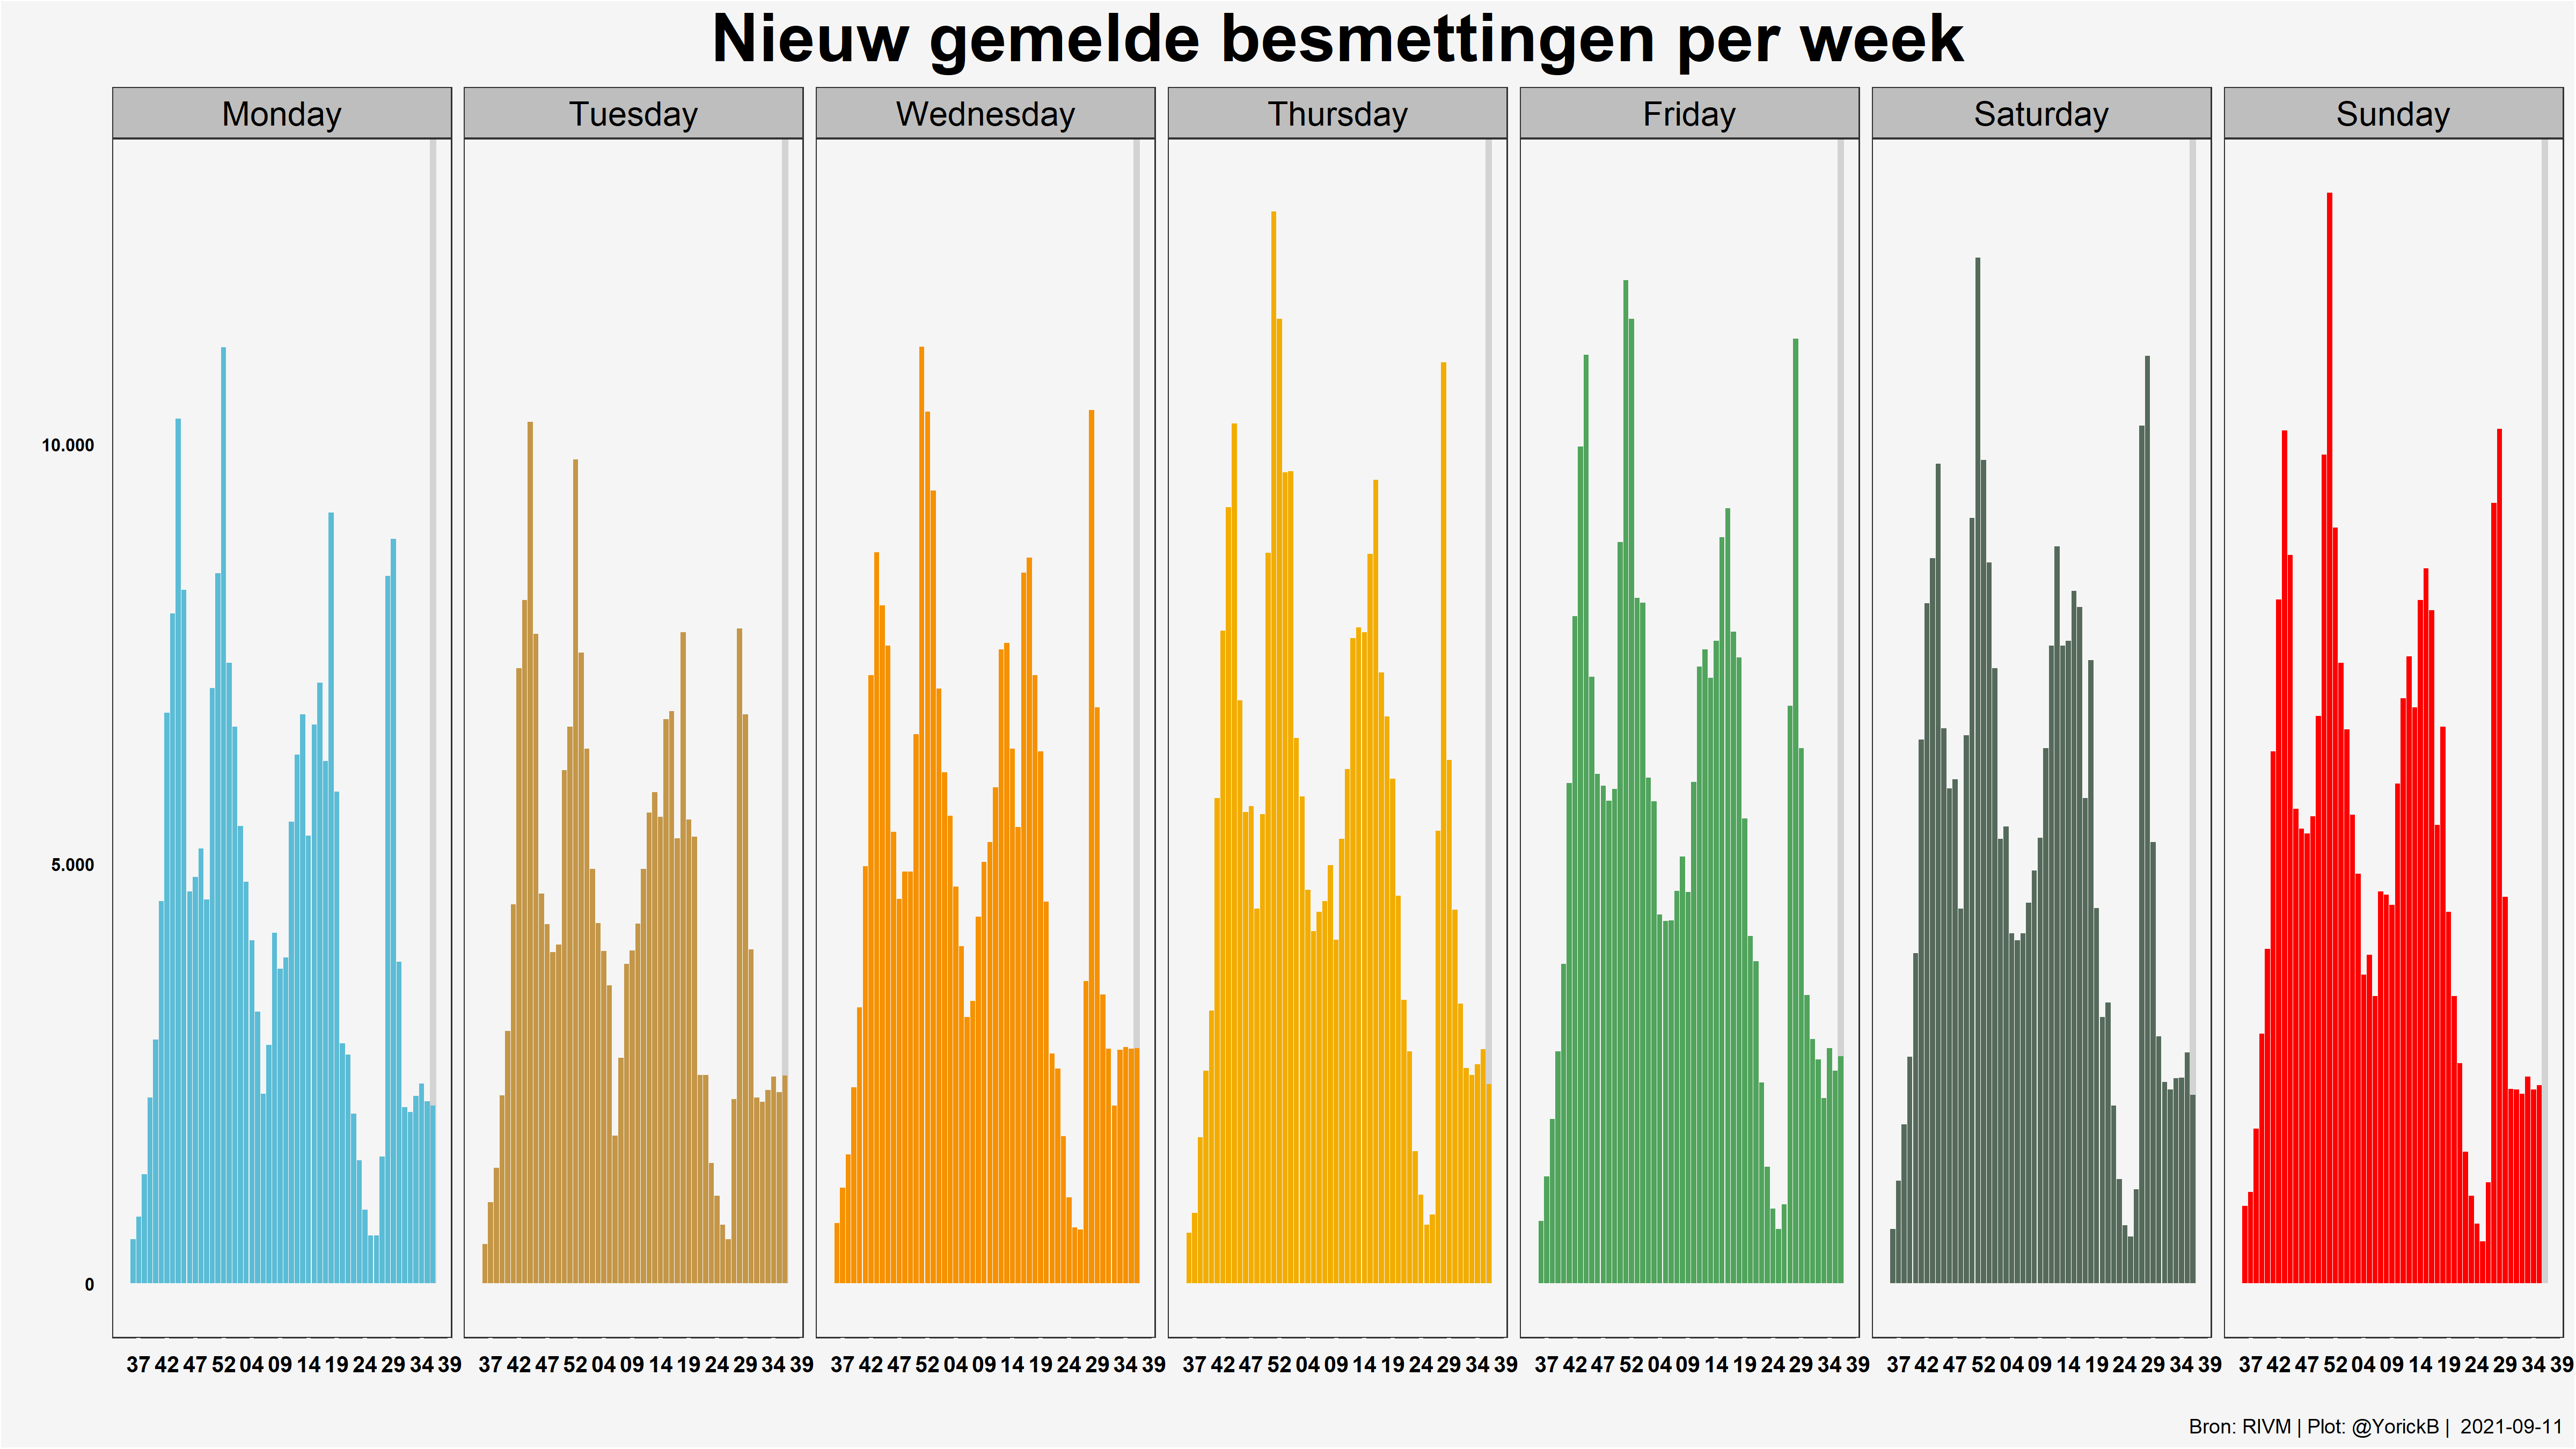 Nieuw gemelde besmettingen per week
Monday Tuesday Wednesday Thursday Friday Saturday Sunday
10.000
5.000
0
37 42 47 52 04 09 14 19 24 29 34 39 37 42 47 52 04 09 14 19 24 29 34 39 37 42 47 52 04 09 14 19 24 29 34 39 37 42 47 52 04 09 14 19 24 29 34 39 37 42 47 52 04 09 14 19 24 29 34 39 37 42 47 52 04 09 14 19 24 29 34 39 37 42 47 52 04 09 14 19 24 29 34 39
Bron: RIVM | Plot: @YorickB | 2021-09-11